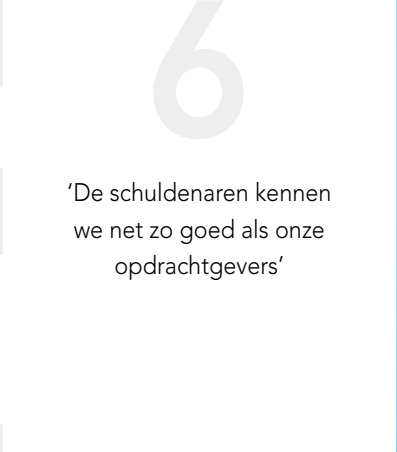 6
‘De schuldenaren kennen
we net zo goed als onze
opdrachtgevers’